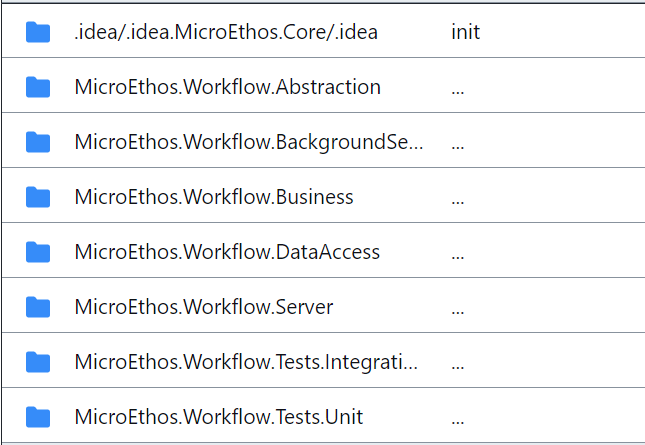 .idea/.idea.MicroEthos.Core/.idea init
MicroEthos.Workflow.Abstraction ...
MicroEthos.Workflow.BackgroundSe... ...
MicroEthos.Workflow.Business ...
MicroEthos.Workflow.DataAccess ...
MicroEthos.Workflow.Server ...
MicroEthos.Workflow.Tests.Integrati... ...
MicroEthos.Workflow.Tests.Unit ...